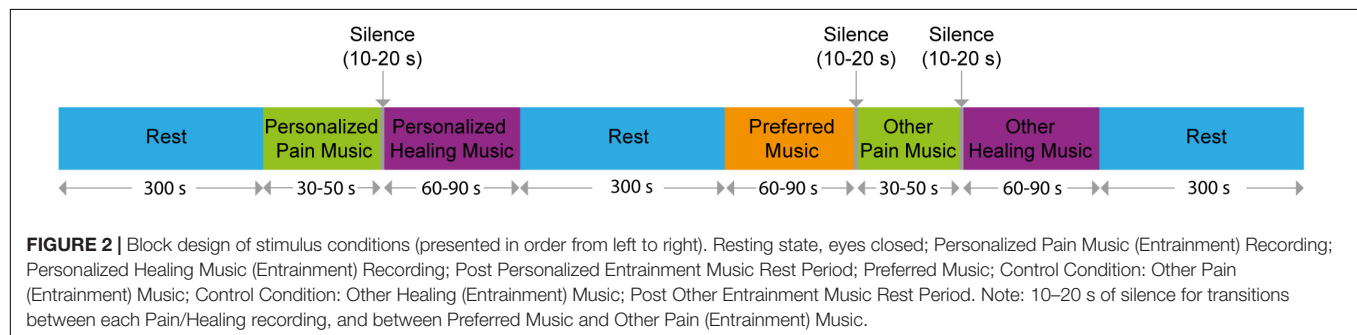 Silence
(10-20 s)
Silence
(10-20 s)
Silence
(10-20 s)
Rest
Personalized
Pain Music
Personalized
Healing Music
Rest
Preferred
Music
Other
Pain Music
Other
Healing Music
Rest
300 s
30-50 s
60-90 s
300 s
60-90 s
30-50 s
60-90 s
300 s
FIGURE 2 | Block design of stimulus conditions (presented in order from left to right). Resting state, eyes closed; Personalized Pain Music (Entrainment) Recording;
Personalized Healing Music (Entrainment) Recording; Post Personalized Entrainment Music Rest Period; Preferred Music; Control Condition: Other Pain
(Entrainment) Music; Control Condition: Other Healing (Entrainment) Music; Post Other Entrainment Music Rest Period. Note: 10–20 s of silence for transitions
between each Pain/Healing recording, and between Preferred Music and Other Pain (Entrainment) Music.